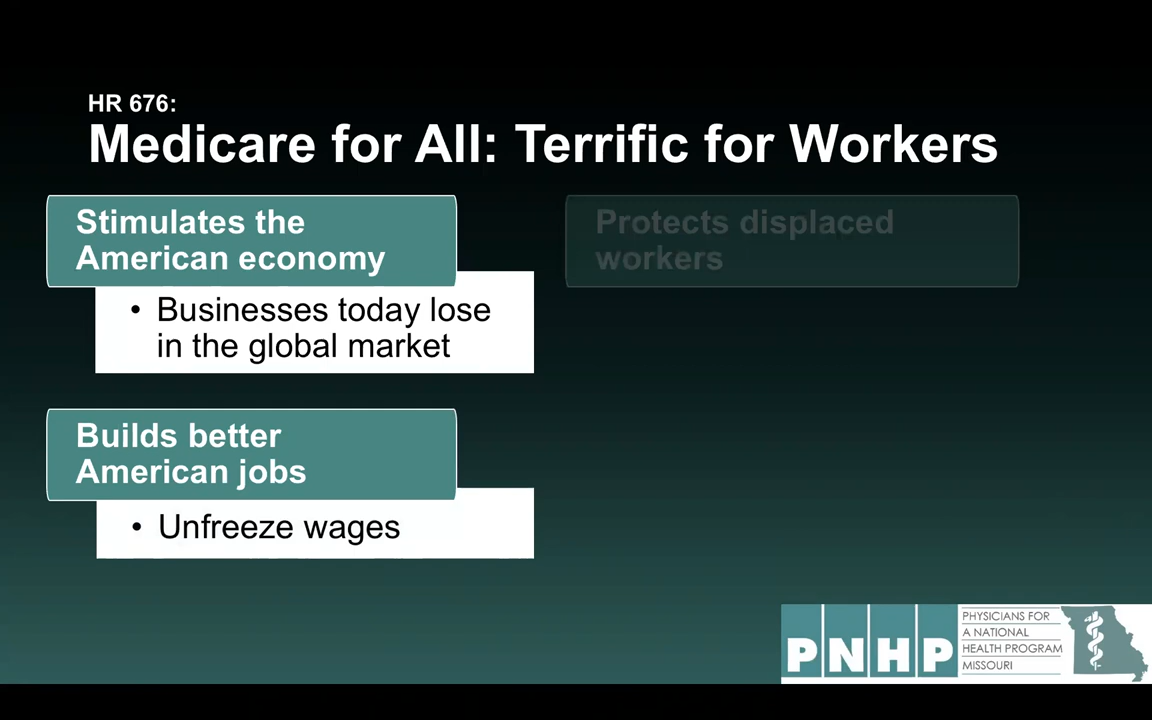 HR 676:
Medicare for All: Terrific for Workers
Stimulates the
American economy
• Businesses today lose
in the global market
Builds better
American jobs
• Unfreeze wages
Protects displaced
workers
PNHP
PHYSICIANS FOR
A NATIONAL
HEALTH PROGRAM
MISSOURI